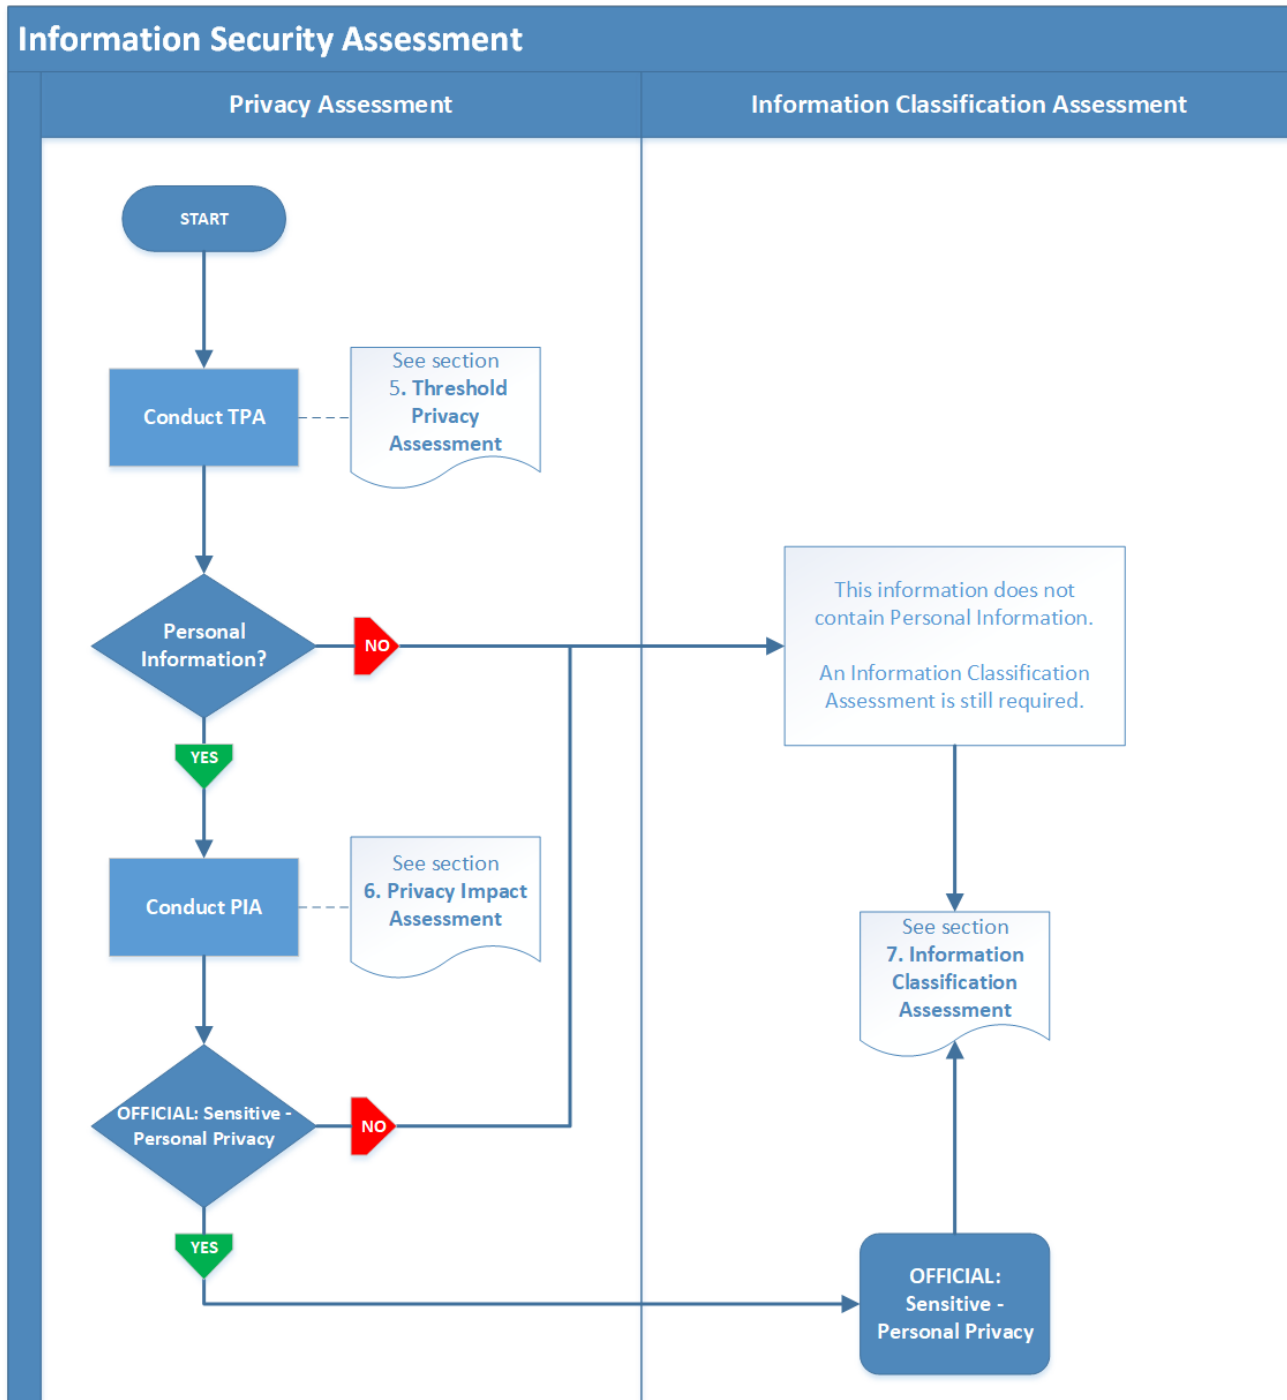 Information Security Assessment
Privacy Assessment
Information Classification Assessment
START
See section
5. Threshold
Privacy
Assessment
Conduct TPA
This information does not
contain Personal Information.
An Information Classification
Assessment is still required.
Personal
Information?
NO
YES
See section
6. Privacy Impact
Assessment
Conduct PIA
See section
7. Information
Classification
Assessment
OFFICIAL: Sensitive -
Personal Privacy
NO
YES
OFFICIAL:
Sensitive -
Personal Privacy